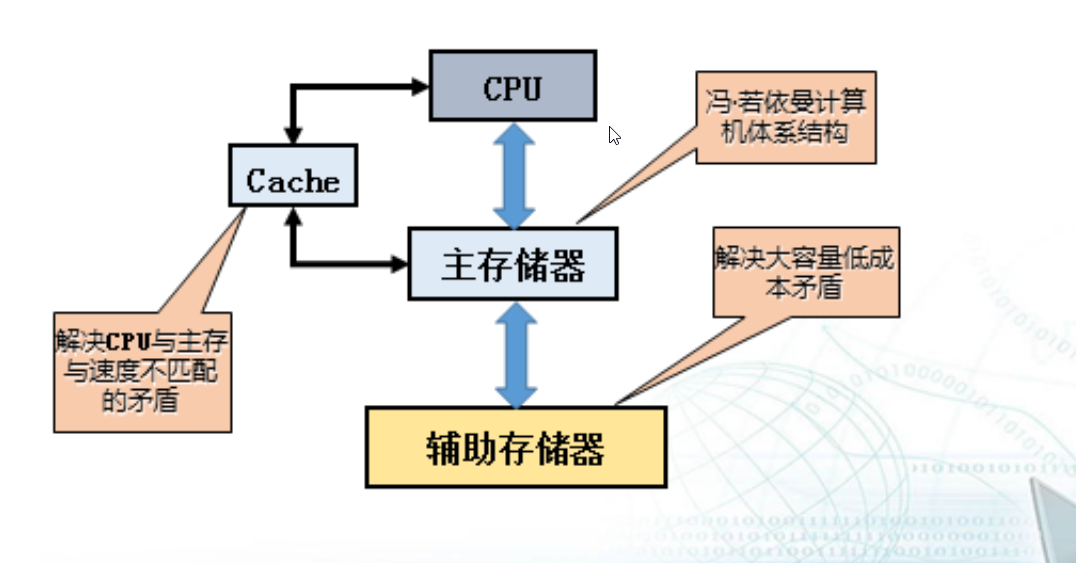 CPU
冯·若依曼计算
机体系结构
Cache
主存储器
解决大容量低成
本矛盾
解决CPU与主存
与速度不匹配
的矛盾
辅助存储器